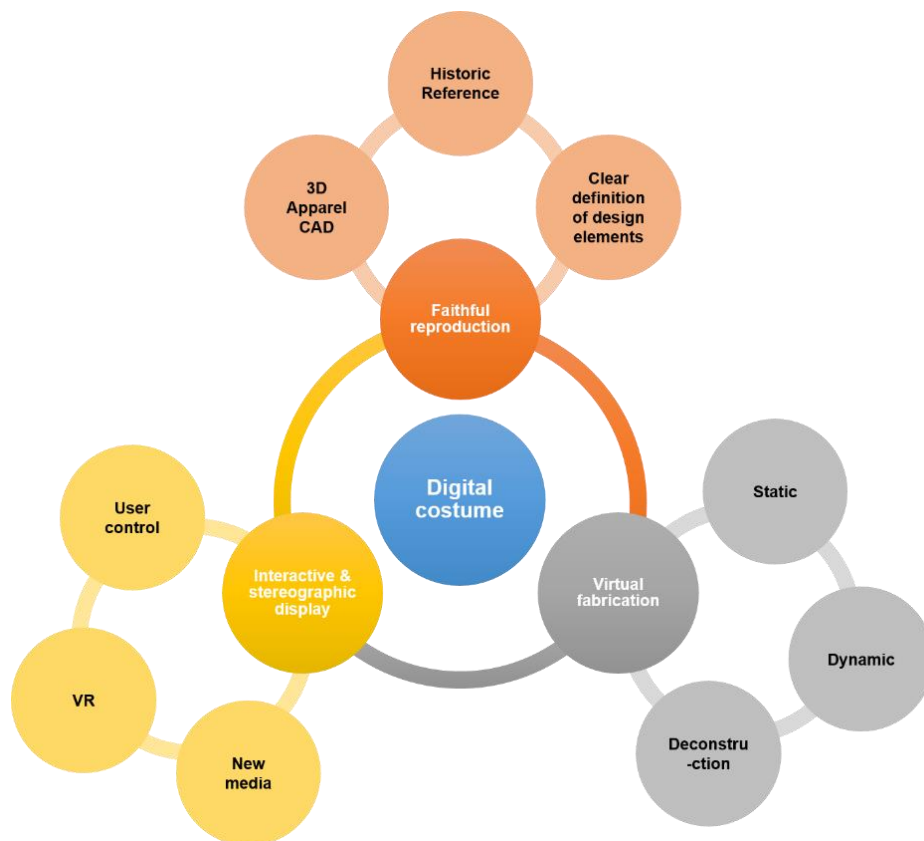 Historic
Reference
3D
Apparel
CAD
Clear
definition
of design
elements
Faithful
reproduction
Digital
costume
User
control
Interactive &
stereographic
display
VR
New
media
Virtual
fabrication
Static
Dynamic
Deconstru
-ction